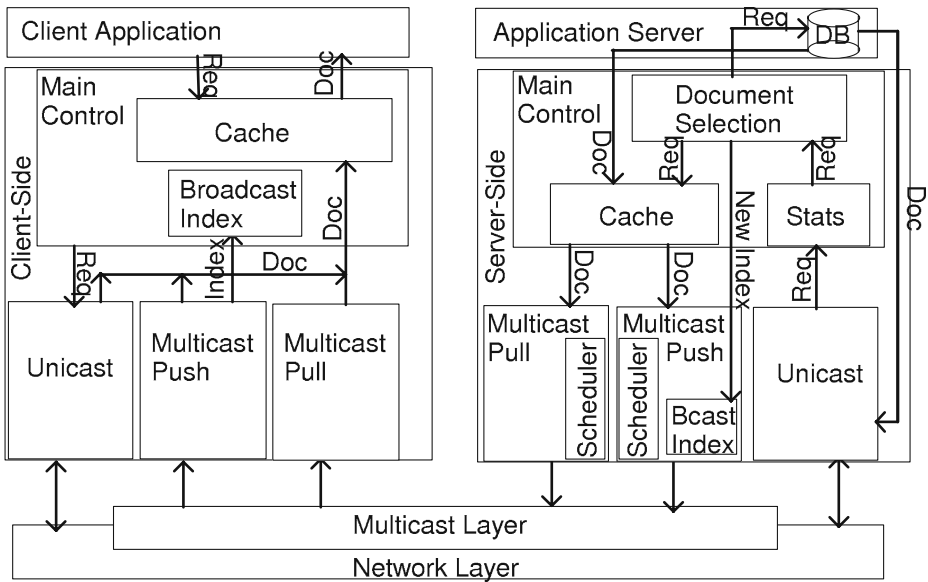 Client Application
Req
Doc
Main
Control
Cache
Broadcast
Index
Client-Side
Req
Doc
Index
Doc
Unicast
Multicast
Push
Multicast
Pull
Application Server
Req
DB
Main
Control
Document
Selection
Doc
Req
Req
Doc
Server-Side
Cache
Stats
New Index
Doc
Doc
Req
Multicast
Pull
Scheduler
Multicast
Push
Scheduler
Bcast
Index
Unicast
Multicast Layer
Network Layer